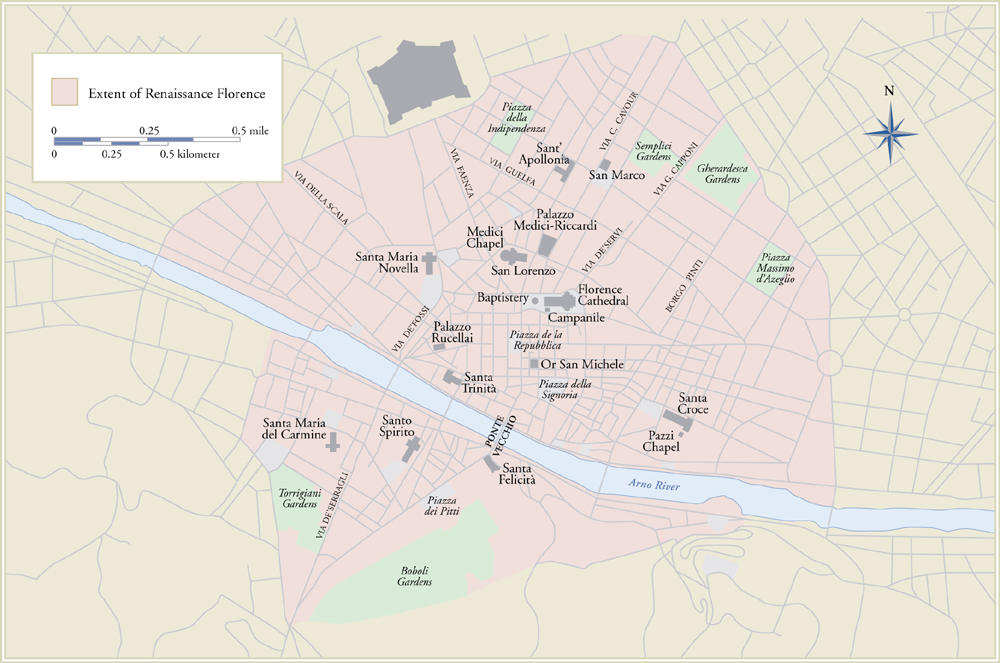 Extent of Renaissance Florence
0 0.25 0.5 mile
0 0.25 0.5 kilometer
N
Piazza
della
Indipendenza
VIA C. CAVOUR
Sant'
Apollonia
VIA GUELFA
VIA FAENZA
San Marco
Semplici
Gardens
VIA G. CAPPONI
Gherardesca
Gardens
VIA DELLA SCALA
Palazzo
Medici-Riccardi
Medici
Chapel
San Lorenzo
VIA DE'SERVI
Santa Maria
Novella
Piazza
Massimo
d'Azeglio
BORGO PINTI
Baptistery
Florence
Cathedral
Campanile
VIA DE'FOSSI
Palazzo
Rucellai
Piazza de la
Repubblica
Or San Michele
Santa
Trinità
Piazza della
Signoria
Santa
Croce
Pazzi
Chapel
Santa Maria
del Carmine
Santo
Spirito
PONTE
VECCHIO
Santa
Felicità
Arno River
Torrigiani
Gardens
VIA DE'SERRAGLI
Piazza
dei Pitti
Boboli
Gardens